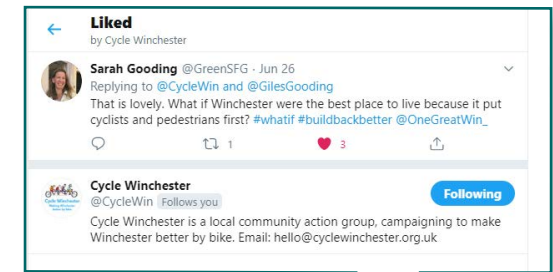 Liked
by Cycle Winchester
Sarah Gooding @GreenSFG · Jun 26
Replying to @CycleWin and @GilesGooding
That is lovely. What if Winchester were the best place to live because it put
cyclists and pedestrians first? #whatif #buildbackbetter @OneGreatWin_
1
3
Cycle Winchester
@CycleWin Follows you
Following
Cycle Winchester is a local community action group, campaigning to make
Winchester better by bike. Email: hello@cyclewinchester.org.uk